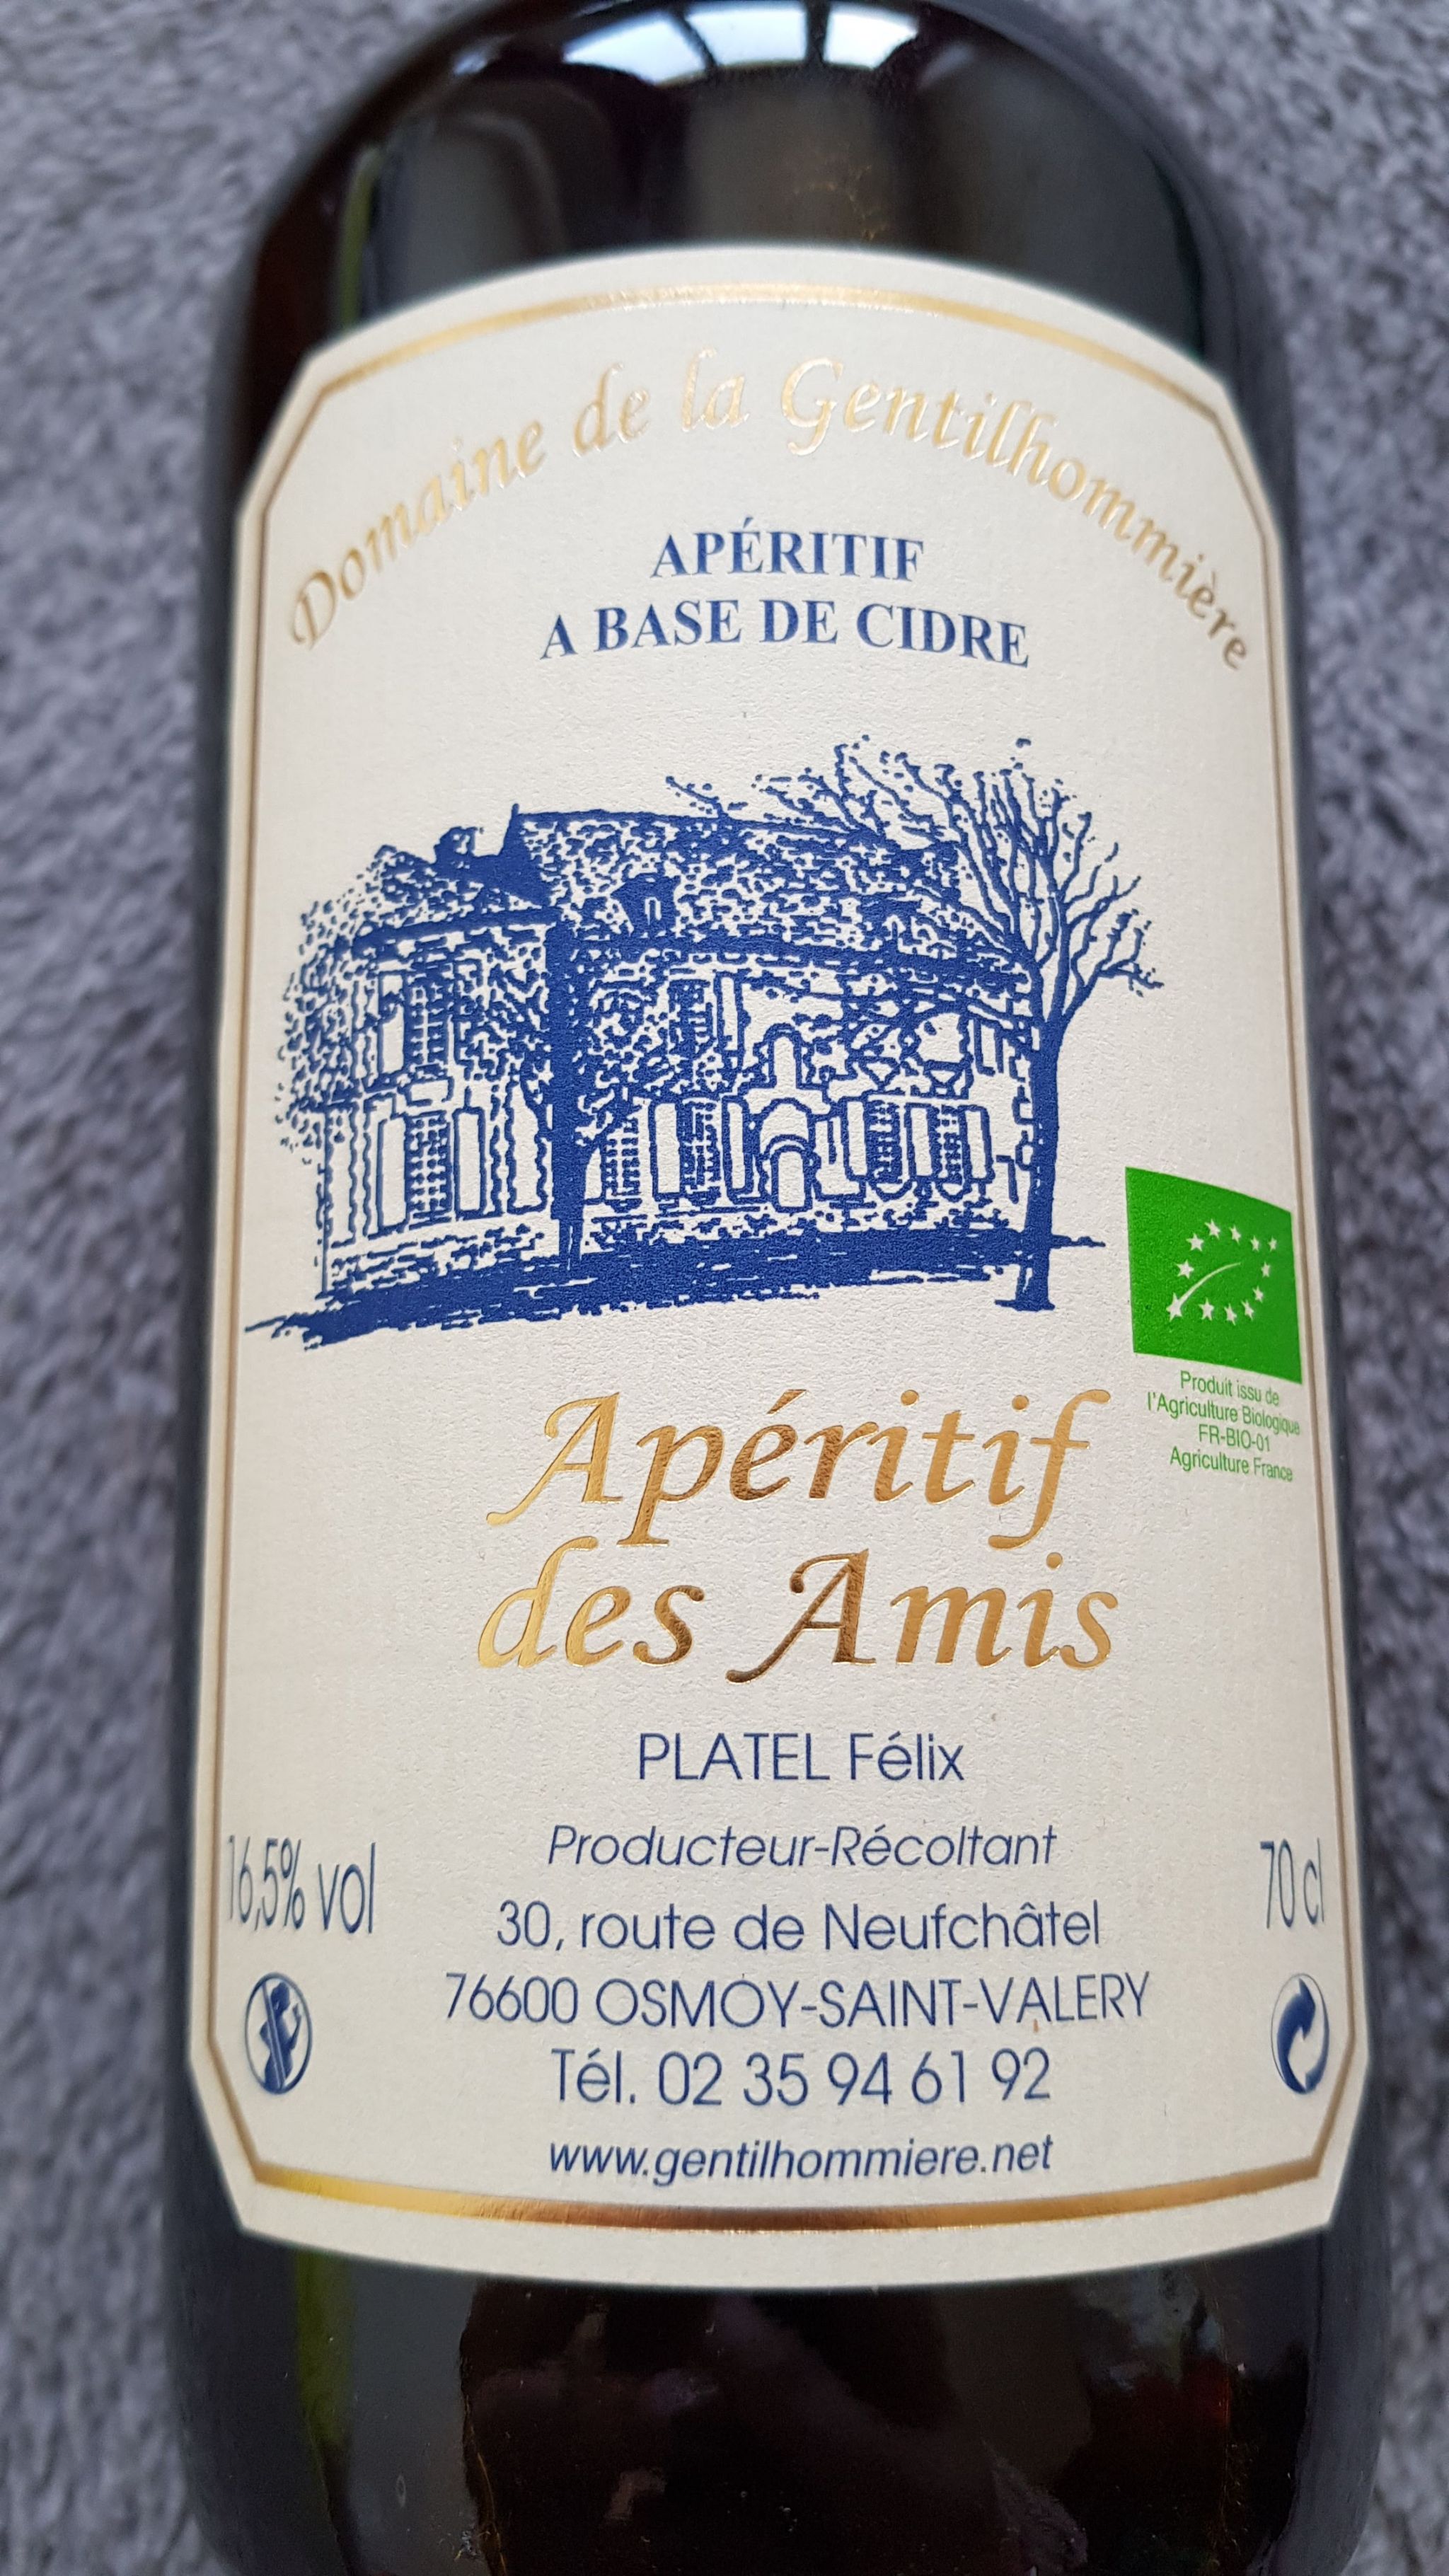 Domaine de la Gentilhommière
APÉRITIF
A BASE DE CIDRE
Produit issu de
l'Agriculture Biologique
FR-BIO-01
Agriculture France
Apéritif
des Amis
PLATEL Félix
Producteur-Récoltant
16,5% vol
70 cl
30, route de Neufchâtel
76600 OSMOY-SAINT-VALERY
Tél. 02 35 94 61 92
www.gentilhommiere.net